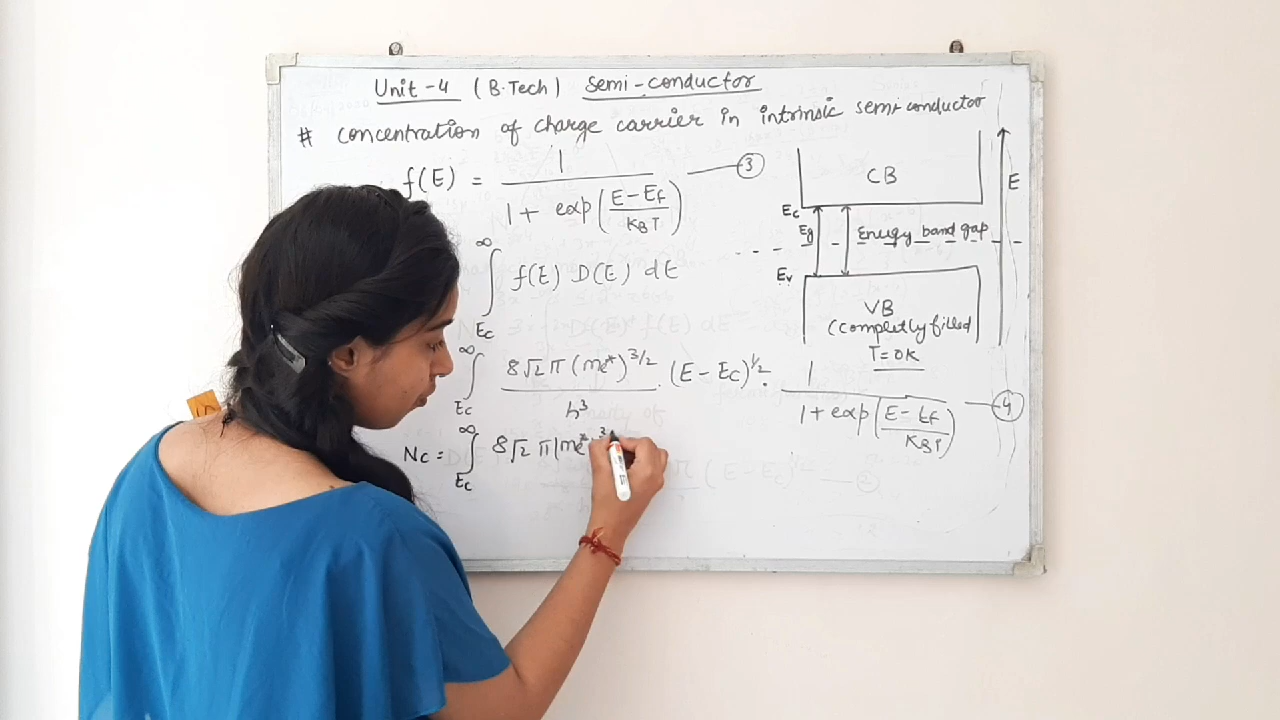 Unit-4 (B.Tech) Semi-conductor
# concentration of charge carrier in intrinsic semi-conductor
f(E) = 1 / (1 + exp((E - Ef) / KBT)) — ③
∫ Ec ∞ f(E) D(E) dE
∫ Ec ∞ 8√2 π (me*)^3/2 / h³ · (E - Ec)^1/2 · 1 / (1 + exp((E - Ef) / KBT)) — ④
Nc = ∫ Ec ∞ 8√2 π (me* 3
CB
E
Ec
Eg
Energy band gap
Ev
VB
(completly filled
T = 0K